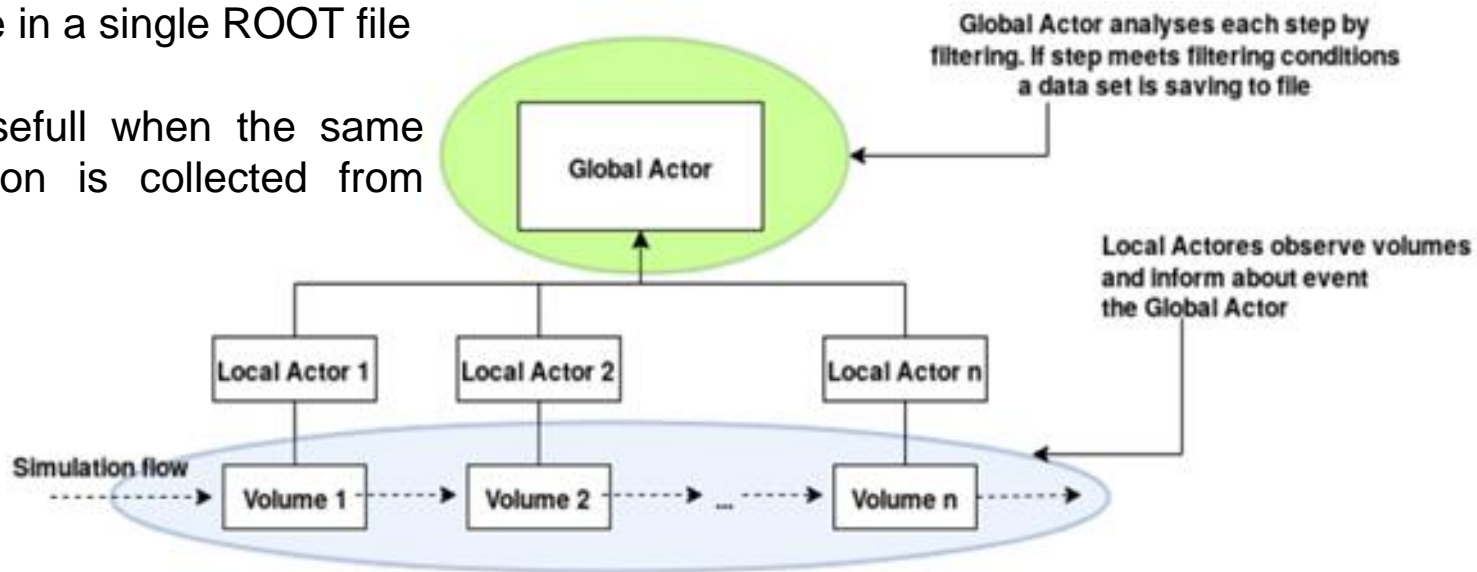 in a single ROOT file
when the same
is collected from
Global Actor analyses each step by
filtering. If step meets filtering conditions
a data set is saving to file
Global Actor
Local Actores observe volumes
and inform about event
the Global Actor
Local Actor 1
Local Actor 2
Local Actor n
Simulation flow
Volume 1
Volume 2
...
Volume n